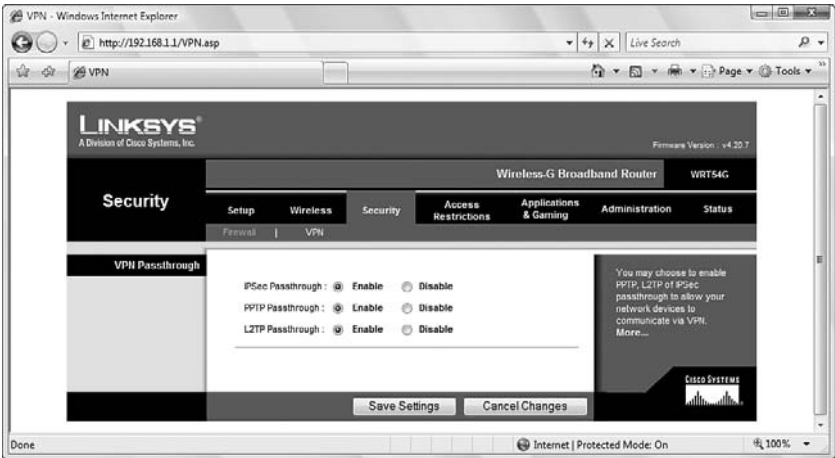 VPN - Windows Internet Explorer
http://192.168.1.1/VPN.asp
Live Search
VPN
Page
Tools
LINKSYS®
A Division of Cisco Systems, Inc.
Firmware Version : v4.20.7
Wireless-G Broadband Router WRT54G
Security
Setup Wireless Security Access Restrictions Applications & Gaming Administration Status
Firewall | VPN
VPN Passthrough
IPSec Passthrough : Enable Disable
PPTP Passthrough : Enable Disable
L2TP Passthrough : Enable Disable
You may choose to enable
PPTP, L2TP of IPSec
passthrough to allow your
network devices to
communicate via VPN.
More...
CISCO SYSTEMS
Save Settings Cancel Changes
Done
Internet | Protected Mode: On
100%